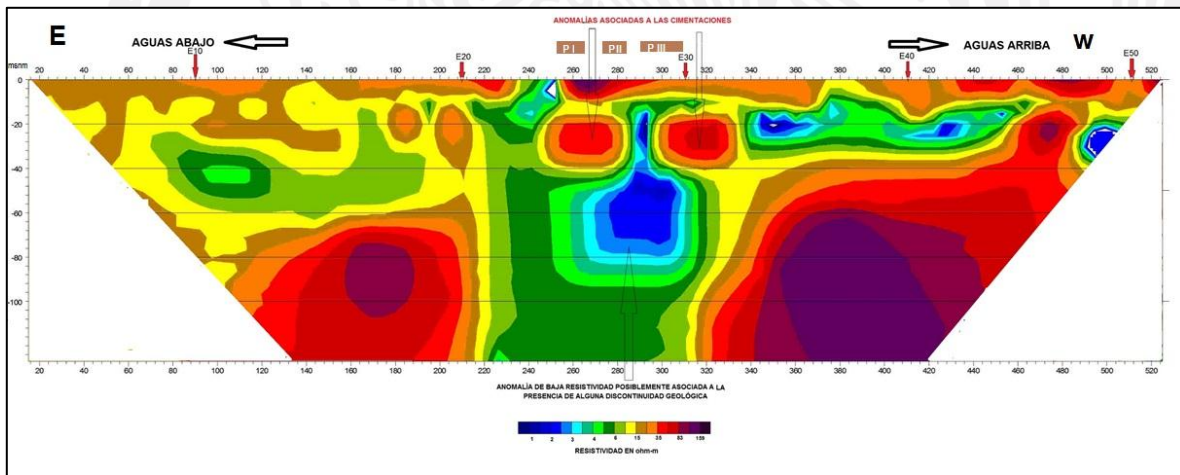 ANOMALÍAS ASOCIADAS A LAS CIMENTACIONES
E AGUAS ABAJO P I P II P III AGUAS ARRIBA W
E10 E20 E30 E40 E50
msnm
0
-20
-40
-60
-80
-100
20 40 60 80 100 120 140 160 180 200 220 240 260 280 300 320 340 360 380 400 420 440 460 480 500 520
20 40 60 80 100 120 140 160 180 200 220 240 260 280 300 320 340 360 380 400 420 440 460 480 500 520
ANOMALÍA DE BAJA RESISTIVIDAD POSIBLEMENTE ASOCIADA A LA
PRESENCIA DE ALGUNA DISCONTINUIDAD GEOLÓGICA
1 2 3 4 6 15 35 83 155
RESISTIVIDAD EN ohm-m